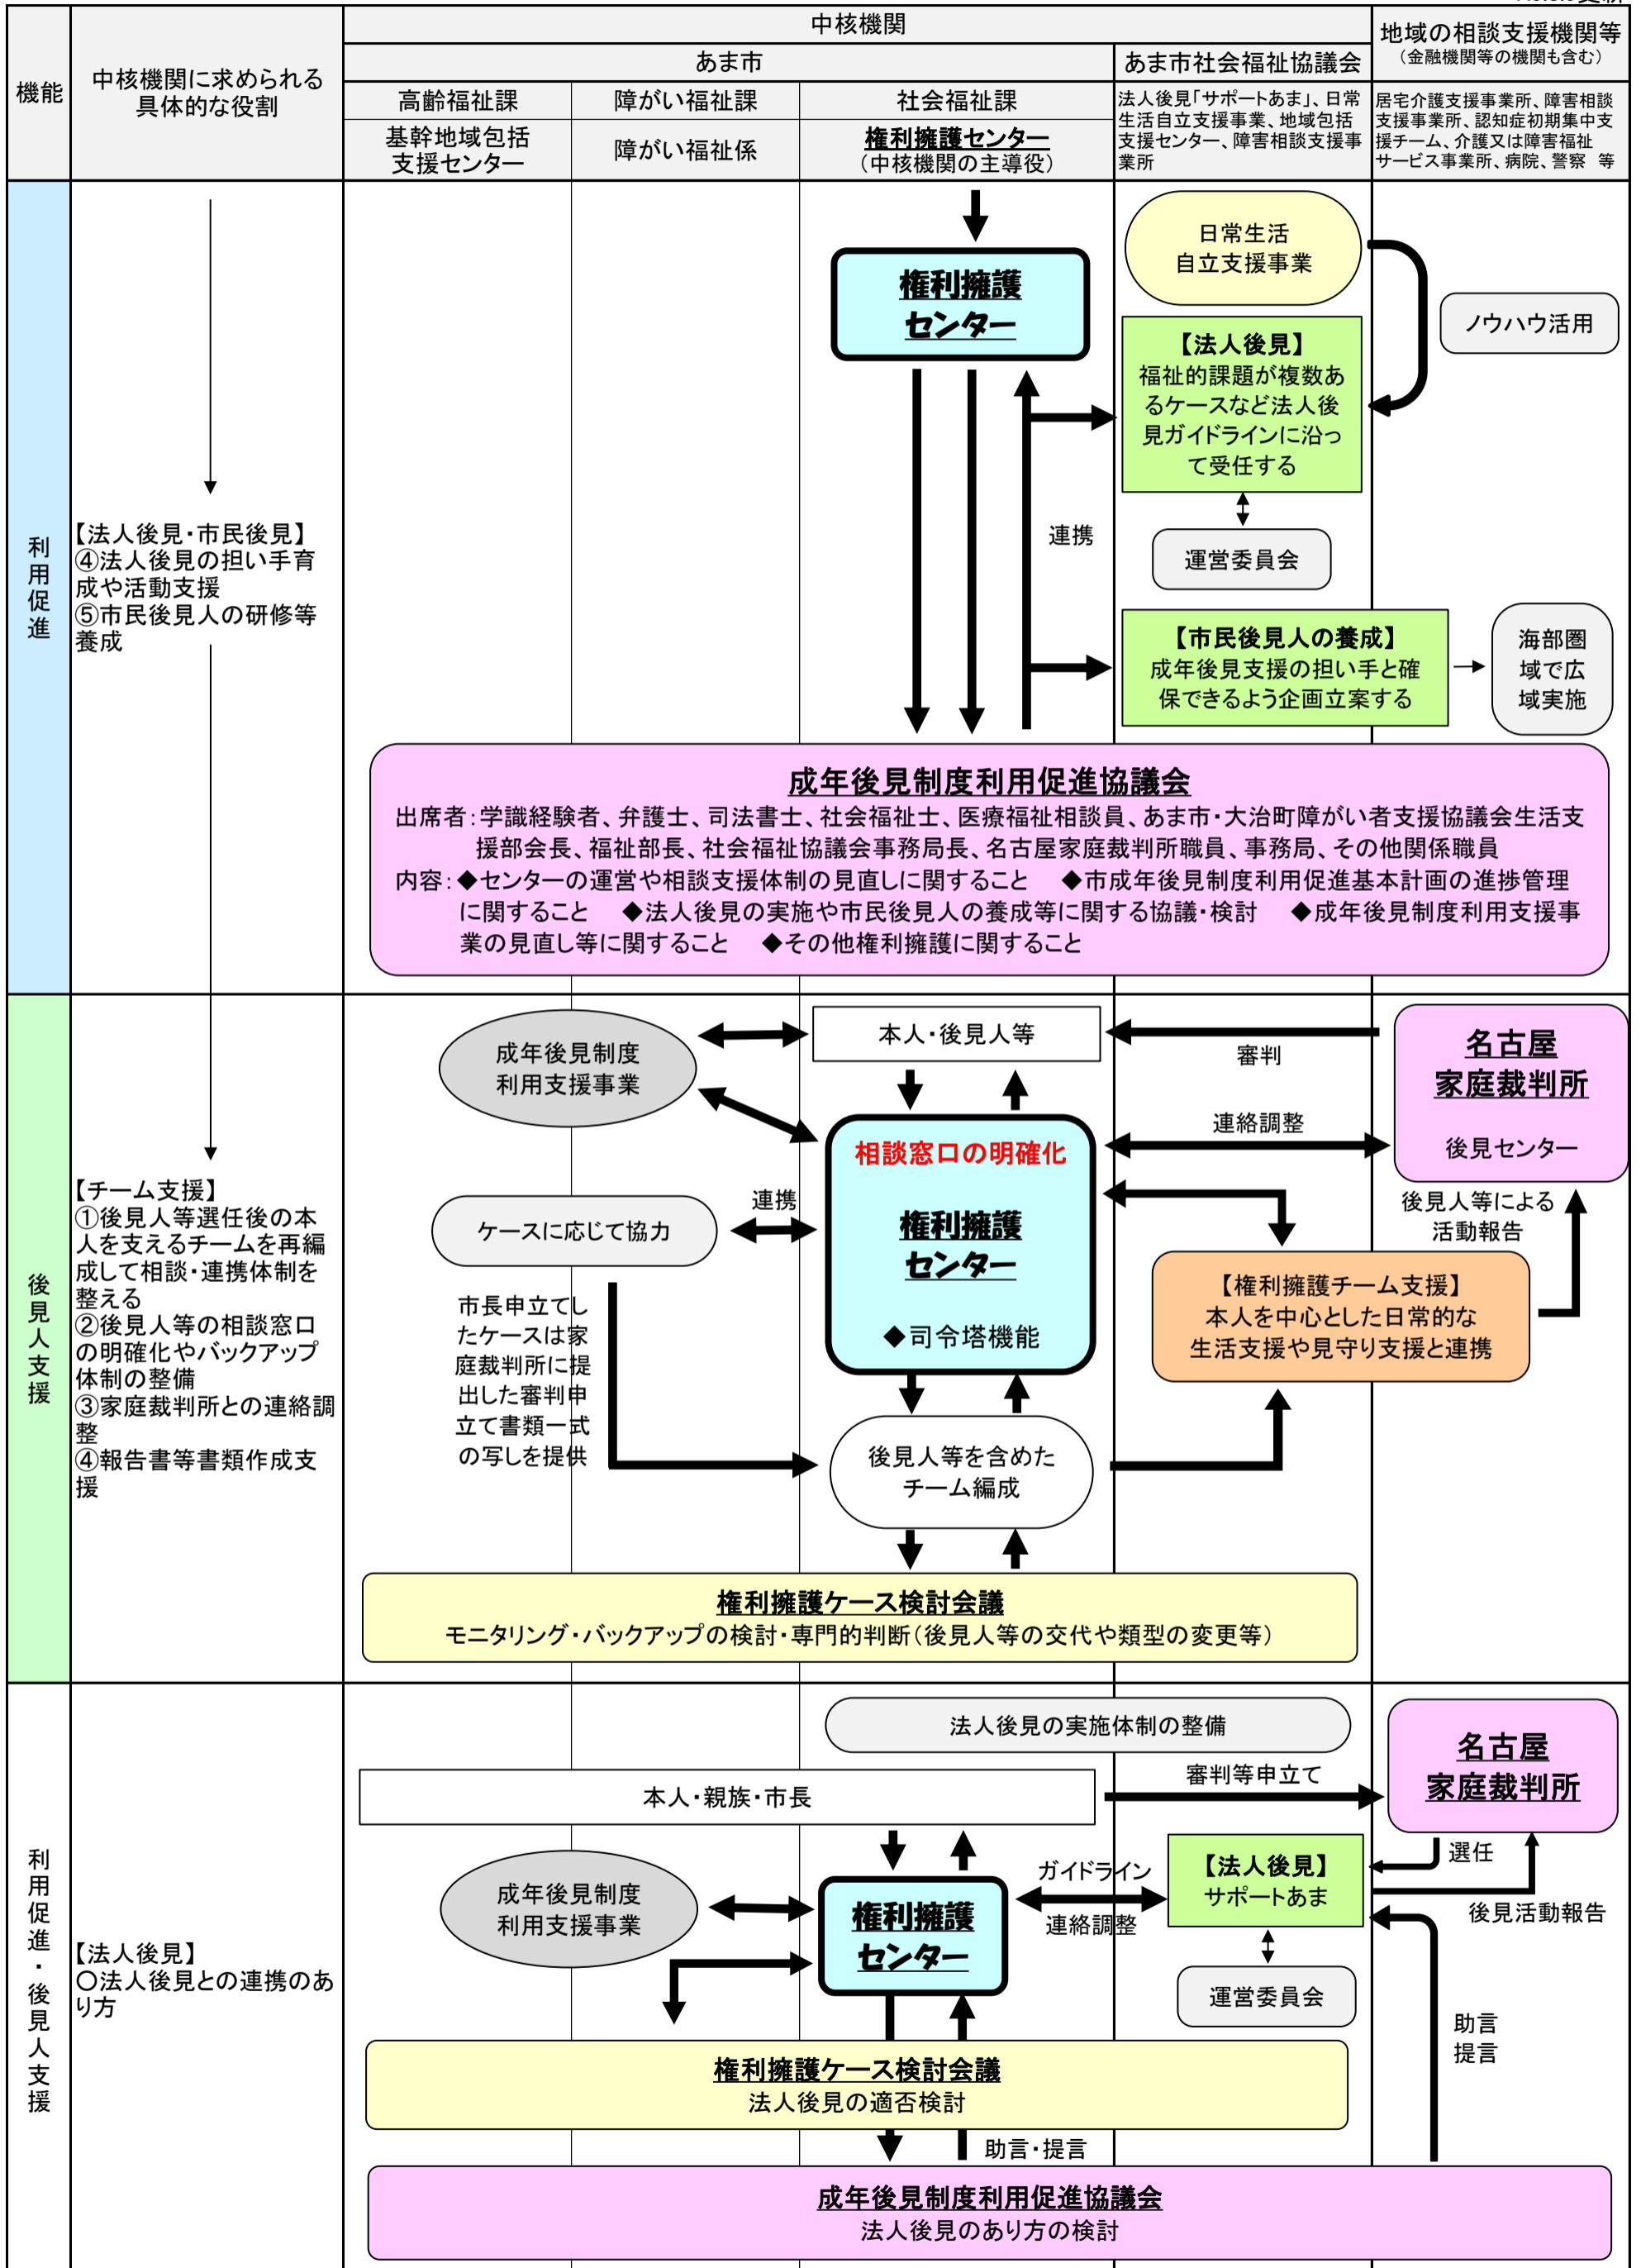 機能
中核機関に求められる
具体的な役割
中核機関
あま市
高齢福祉課
障がい福祉課
社会福祉課
基幹地域包括
支援センター
障がい福祉係
権利擁護センター
（中核機関の主導役）
あま市社会福祉協議会
法人後見「サポートあま」、日常
生活自立支援事業、地域包括
支援センター、障害相談支援事
業所
地域の相談支援機関等
（金融機関等の機関も含む）
居宅介護支援事業所、障害相談
支援事業所、認知症初期集中支
援チーム、介護又は障害福祉
サービス事業所、病院、警察　等
利用促進
【法人後見・市民後見】
④法人後見の担い手育
成や活動支援
⑤市民後見人の研修等
養成
権利擁護
センター
日常生活
自立支援事業
ノウハウ活用
【法人後見】
福祉的課題が複数あ
るケースなど法人後
見ガイドラインに沿っ
て受任する
連携
運営委員会
【市民後見人の養成】
成年後見支援の担い手と確
保できるよう企画立案する
海部圏
域で広
域実施
成年後見制度利用促進協議会
出席者：学識経験者、弁護士、司法書士、社会福祉士、医療福祉相談員、あま市・大治町障がい者支援協議会生活支
援部会長、福祉部長、社会福祉協議会事務局長、名古屋家庭裁判所職員、事務局、その他関係職員
内容：◆センターの運営や相談支援体制の見直しに関すること　◆市成年後見制度利用促進基本計画の進捗管理
に関すること　◆法人後見の実施や市民後見人の養成等に関する協議・検討　◆成年後見制度利用支援事
業の見直し等に関すること　◆その他権利擁護に関すること
後見人支援
【チーム支援】
①後見人等選任後の本
人を支えるチームを再編
成して相談・連携体制を
整える
②後見人等の相談窓口
の明確化やバックアップ
体制の整備
③家庭裁判所との連絡調
整
④報告書等書類作成支
援
成年後見制度
利用支援事業
本人・後見人等
審判
名古屋
家庭裁判所
後見センター
連絡調整
相談窓口の明確化
権利擁護
センター
◆司令塔機能
連携
ケースに応じて協力
後見人等による
活動報告
【権利擁護チーム支援】
本人を中心とした日常的な
生活支援や見守り支援と連携
市長申立てし
たケースは家
庭裁判所に提
出した審判申
立て書類一式
の写しを提供
後見人等を含めた
チーム編成
権利擁護ケース検討会議
モニタリング・バックアップの検討・専門的判断（後見人等の交代や類型の変更等）
利用促進・後見人支援
【法人後見】
〇法人後見との連携のあ
り方
法人後見の実施体制の整備
本人・親族・市長
審判等申立て
名古屋
家庭裁判所
選任
成年後見制度
利用支援事業
権利擁護
センター
ガイドライン
連絡調整
【法人後見】
サポートあま
後見活動報告
運営委員会
助言
提言
権利擁護ケース検討会議
法人後見の適否検討
助言・提言
成年後見制度利用促進協議会
法人後見のあり方の検討